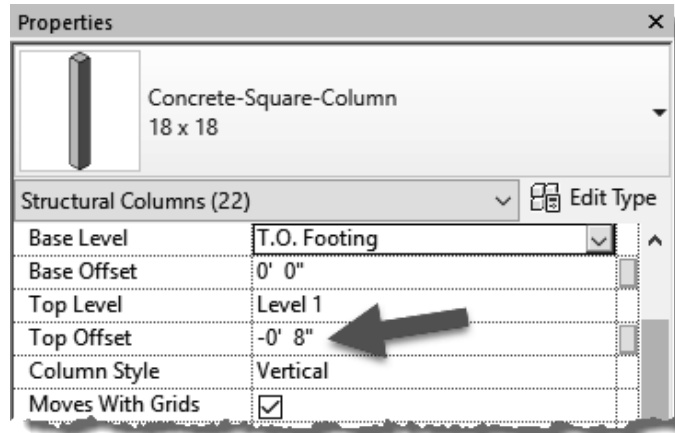 Properties
Concrete-Square-Column
18 x 18
Structural Columns (22)
Edit Type
Base Level T.O. Footing
Base Offset 0' 0"
Top Level Level 1
Top Offset -0' 8"
Column Style Vertical
Moves With Grids